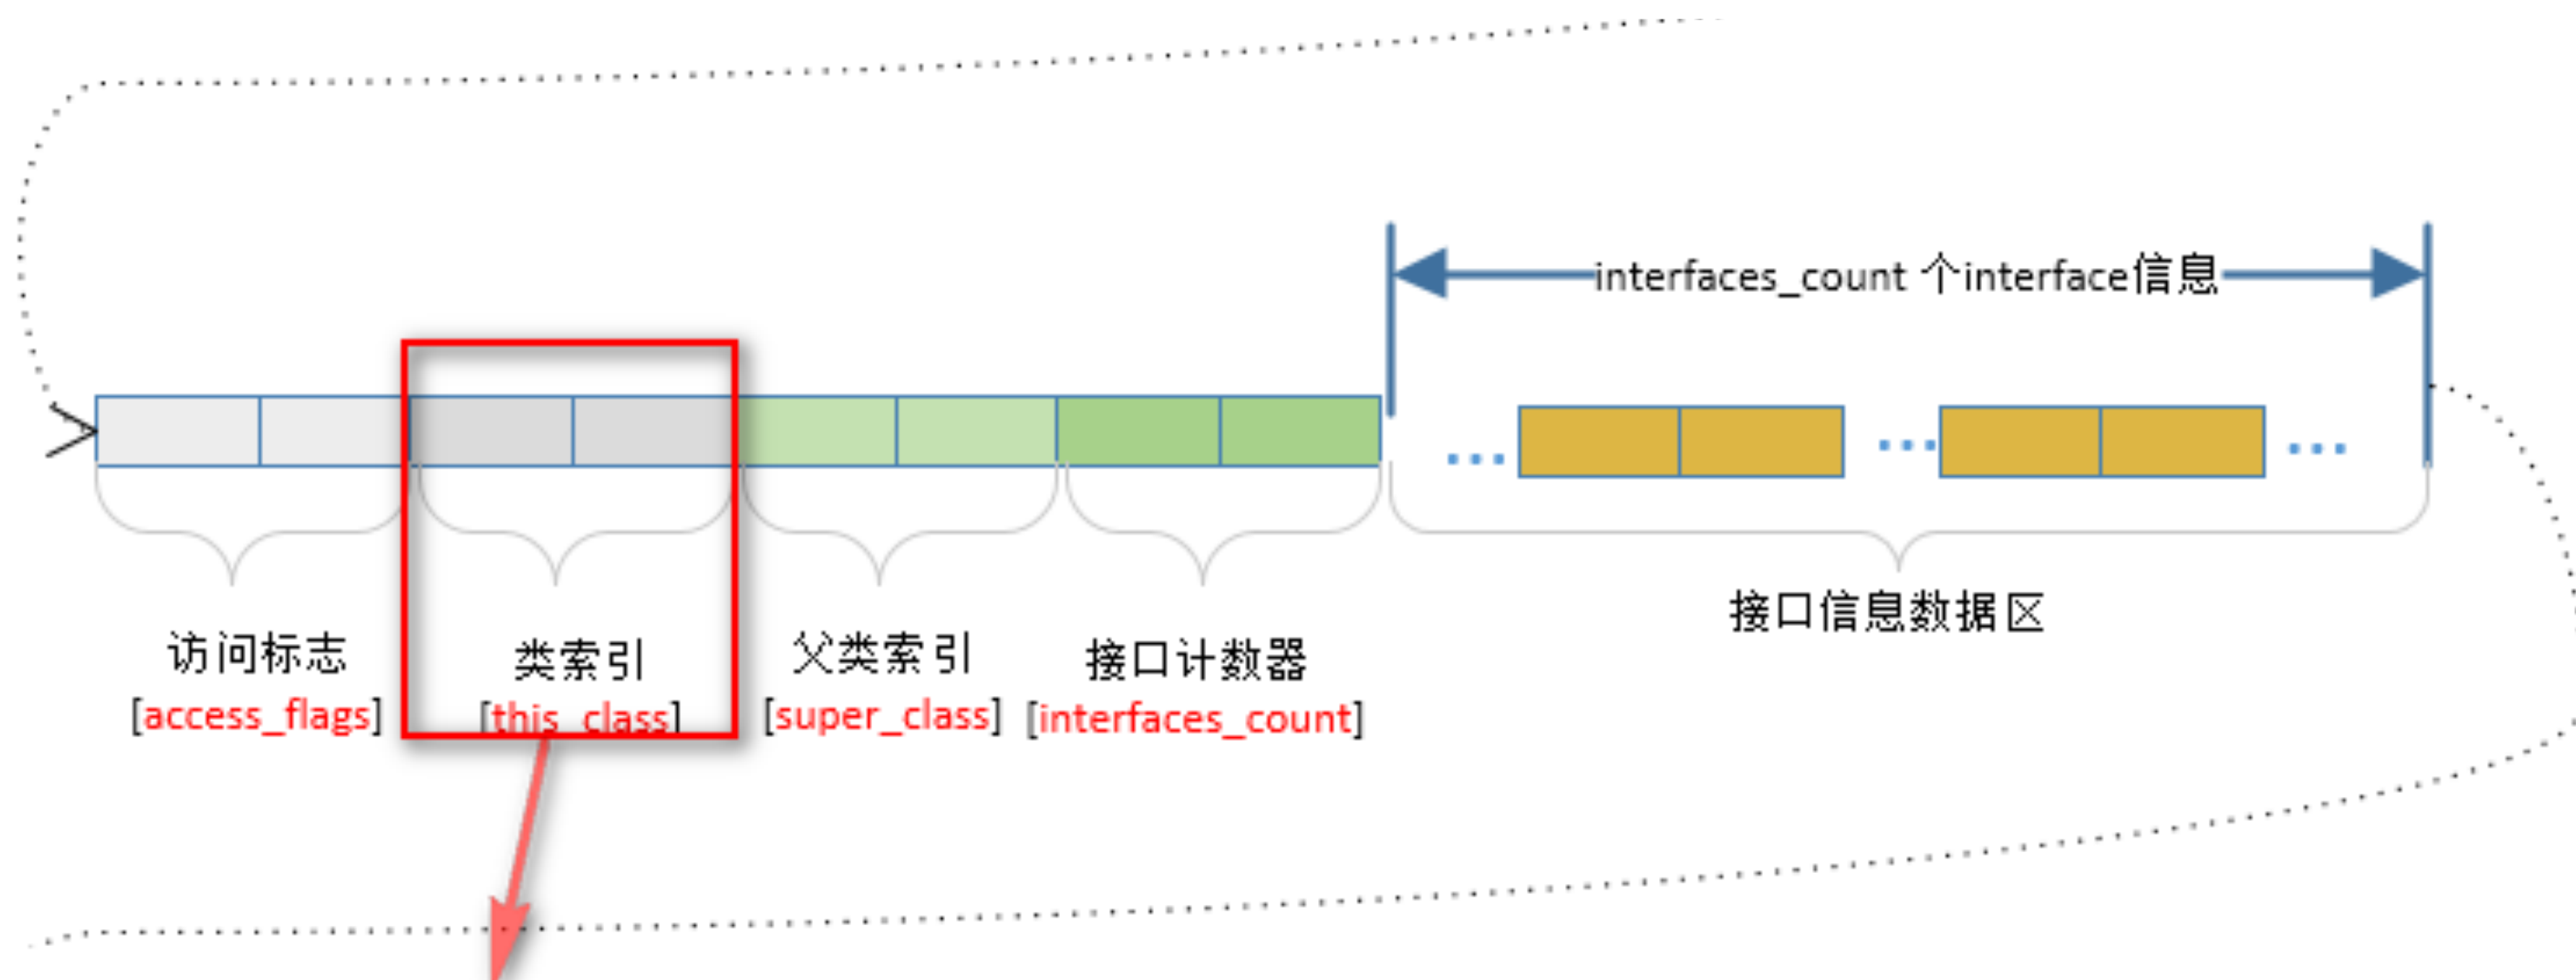 interfaces_count 个interface信息
访问标志
[access_flags]
类索引
[this_class]
父类索引
[super_class]
接口计数器
[interfaces_count]
接口信息数据区